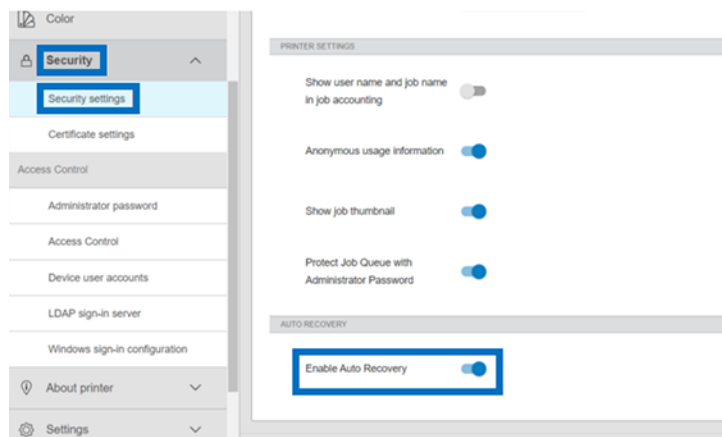 Color
Security
Security settings
Certificate settings
Access Control
Administrator password
Access Control
Device user accounts
LDAP sign-in server
Windows sign-in configuration
About printer
Settings
PRINTER SETTINGS
Show user name and job name
in job accounting
Anonymous usage information
Show job thumbnail
Protect Job Queue with
Administrator Password
AUTO RECOVERY
Enable Auto Recovery